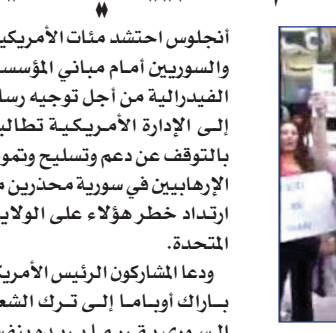 أنجلوس احتشد مئات الأمريكي
والسوريين أمام مباني المؤسس
الفيدرالية من أجل توجيه رسا
إلى الإدارة الأمريكية تطالب
بالتوقف عن دعم وتسليح وتمو
الإرهابيين في سورية محذرين م
ارتداد خطر هؤلاء على الولاي
المتحدة.
ودعا المشاركون الرئيس الأمريك
باراك أوباما إلى ترك الشع